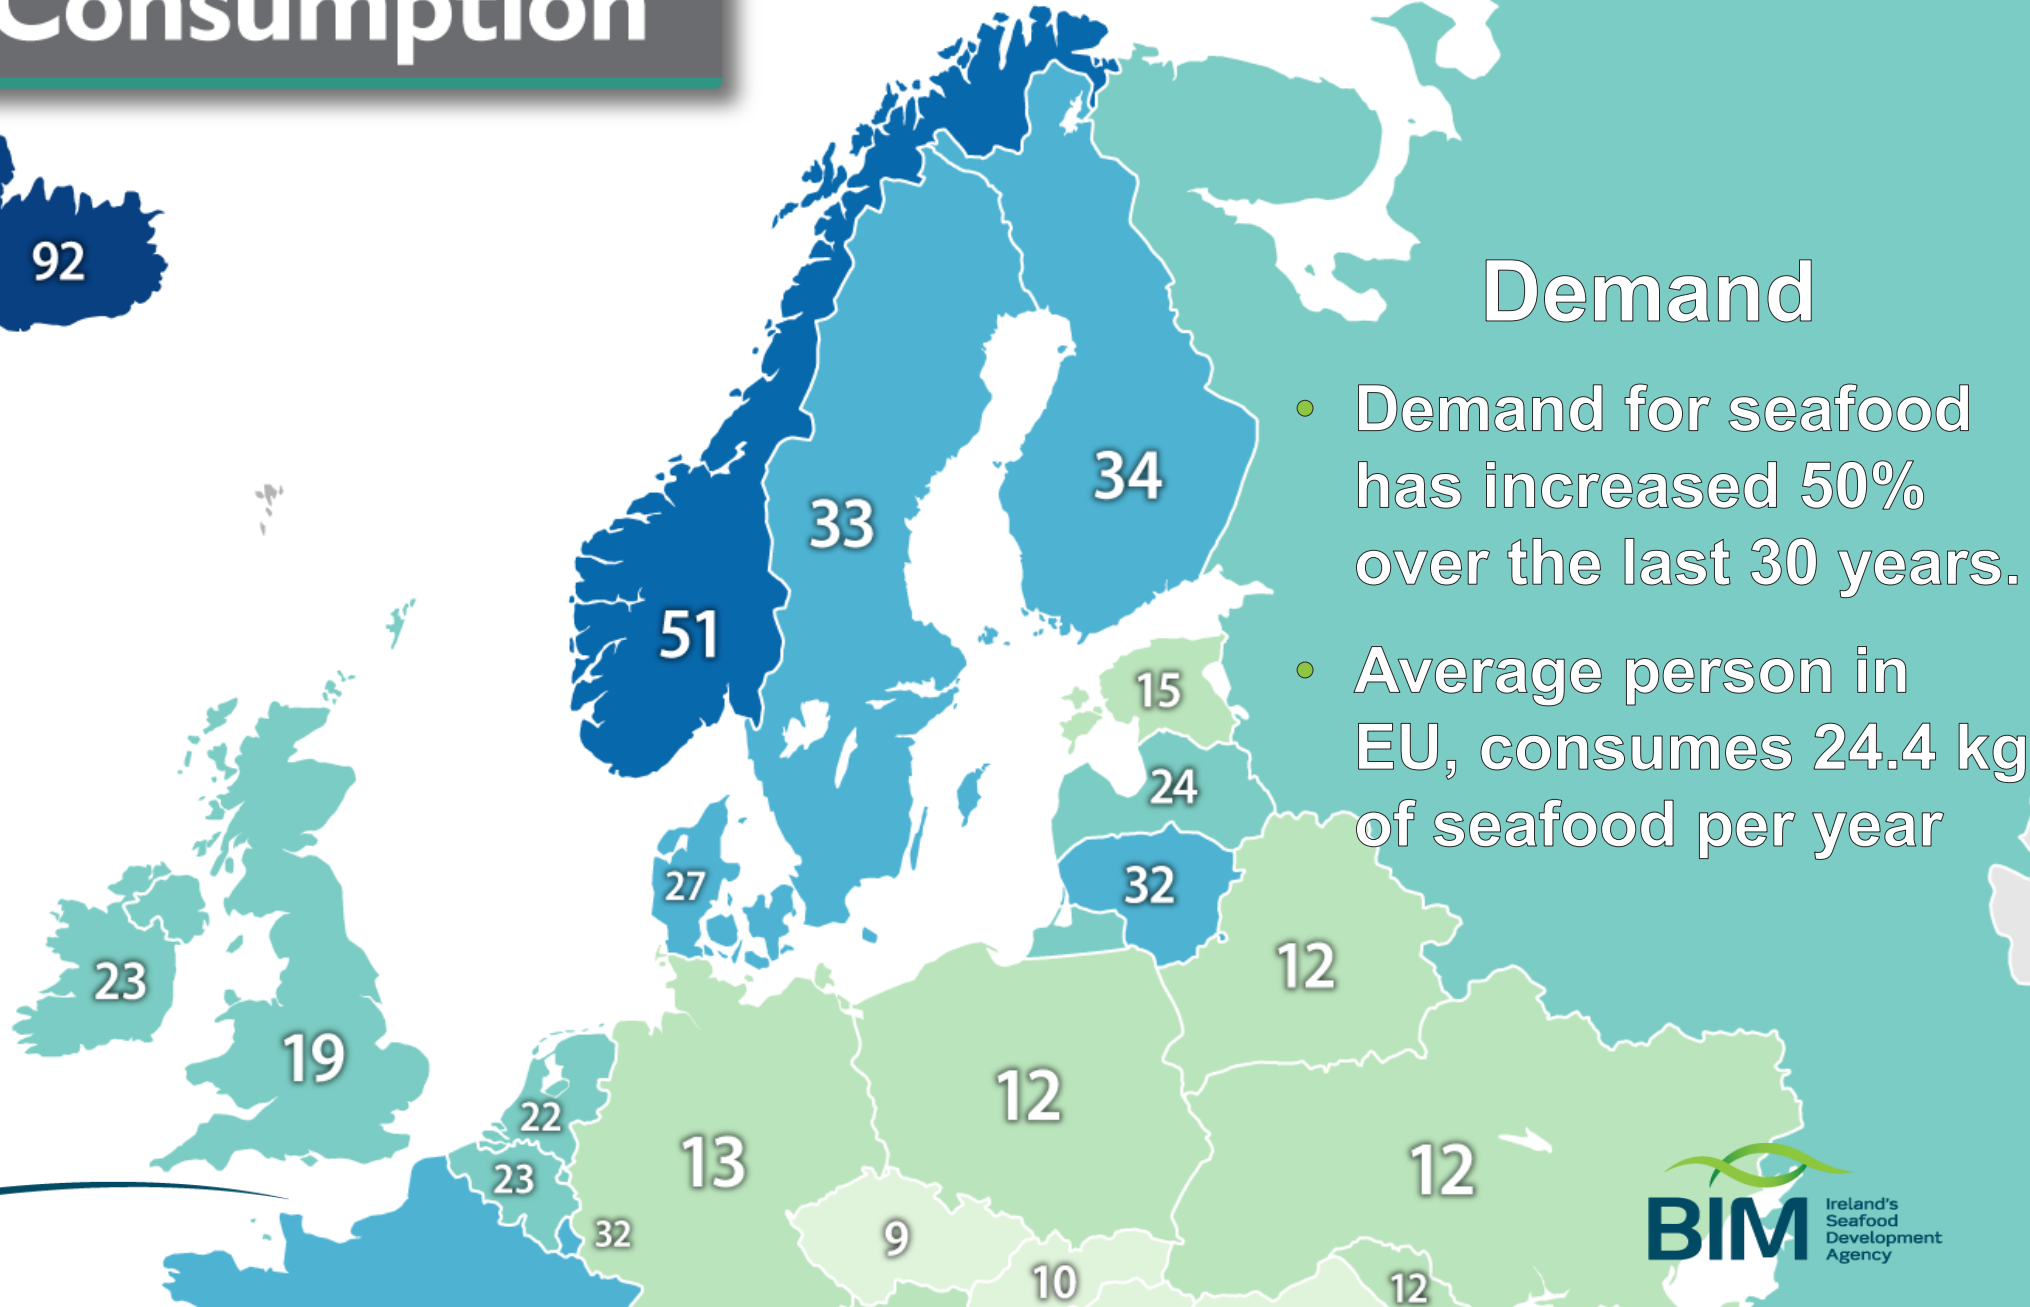 Consumption
92
Demand
• Demand for seafood
has increased 50%
over the last 30 years.
• Average person in
EU, consumes 24.4 kg
of seafood per year
34
33
51
15
24
27
32
12
23
19
12
22
13
12
23
32
9
10
12
BIM
Ireland's
Seafood
Development
Agency